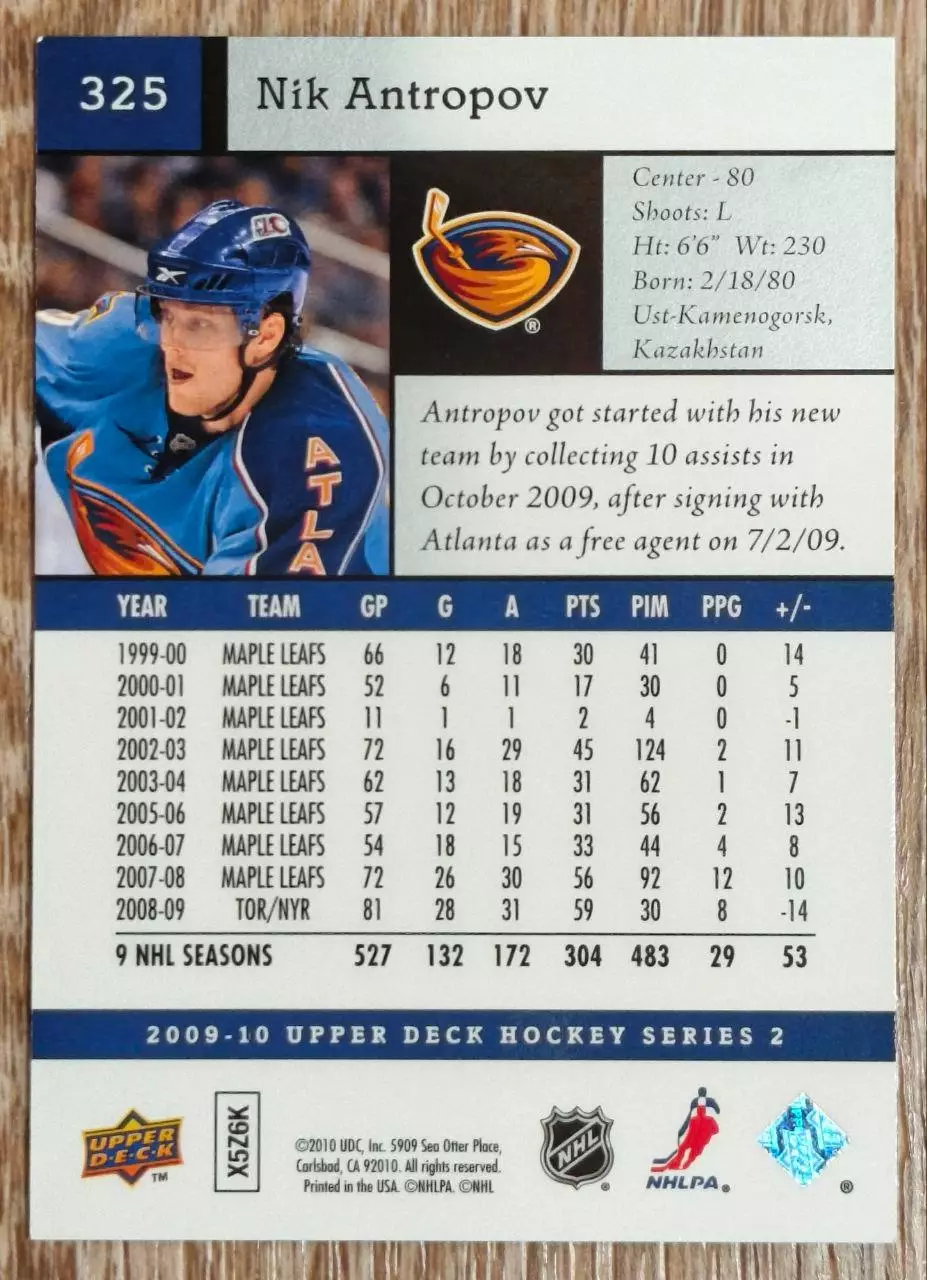 325
Nik Antropov
Center - 80
Shoots: L
Ht: 6'6" Wt: 230
Born: 2/18/80
Ust-Kamenogorsk,
Kazakhstan
®
ATLA
Antropov got started with his new
team by collecting 10 assists in
October 2009, after signing with
Atlanta as a free agent on 7/2/09.
YEAR TEAM GP G A PTS PIM PPG +/-
1999-00 MAPLE LEAFS 66 12 18 30 41 0 14
2000-01 MAPLE LEAFS 52 6 11 17 30 0 5
2001-02 MAPLE LEAFS 11 1 1 2 4 0 -1
2002-03 MAPLE LEAFS 72 16 29 45 124 2 11
2003-04 MAPLE LEAFS 62 13 18 31 62 1 7
2005-06 MAPLE LEAFS 57 12 19 31 56 2 13
2006-07 MAPLE LEAFS 54 18 15 33 44 4 8
2007-08 MAPLE LEAFS 72 26 30 56 92 12 10
2008-09 TOR/NYR 81 28 31 59 30 8 -14
9 NHL SEASONS 527 132 172 304 483 29 53
2009-10 UPPER DECK HOCKEY SERIES 2
UPPER
D·E·C·K
TM
X5Z6K
©2010 UDC, Inc. 5909 Sea Otter Place,
Carlsbad, CA 92010. All rights reserved.
Printed in the USA. ©NHLPA. ©NHL
NHL
®
NHLPA®
®